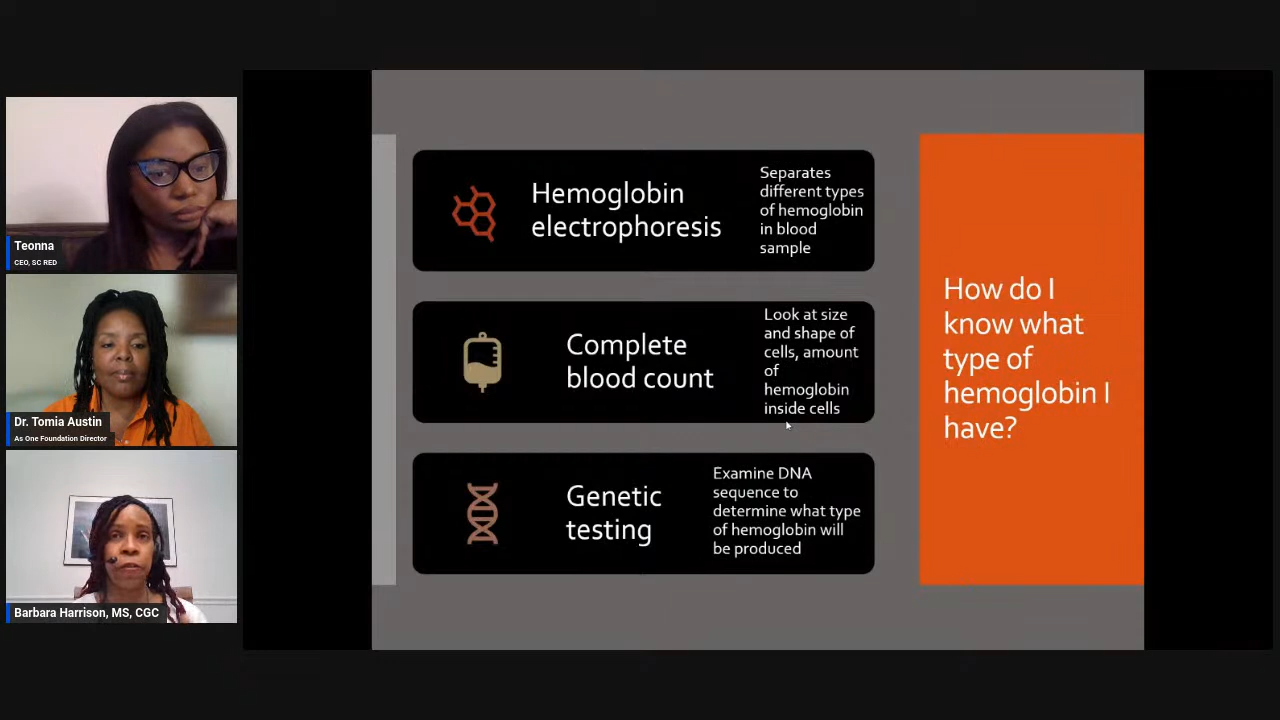 Teonna
CEO, SC RED
Dr. Tomia Austin
As One Foundation Director
Barbara Harrison, MS, CGC
Hemoglobin
electrophoresis
Separates
different types
of hemoglobin
in blood
sample
Complete
blood count
Look at size
and shape of
cells, amount
of
hemoglobin
inside cells
Genetic
testing
Examine DNA
sequence to
determine what type
of hemoglobin will
be produced
How do I
know what
type of
hemoglobin I
have?